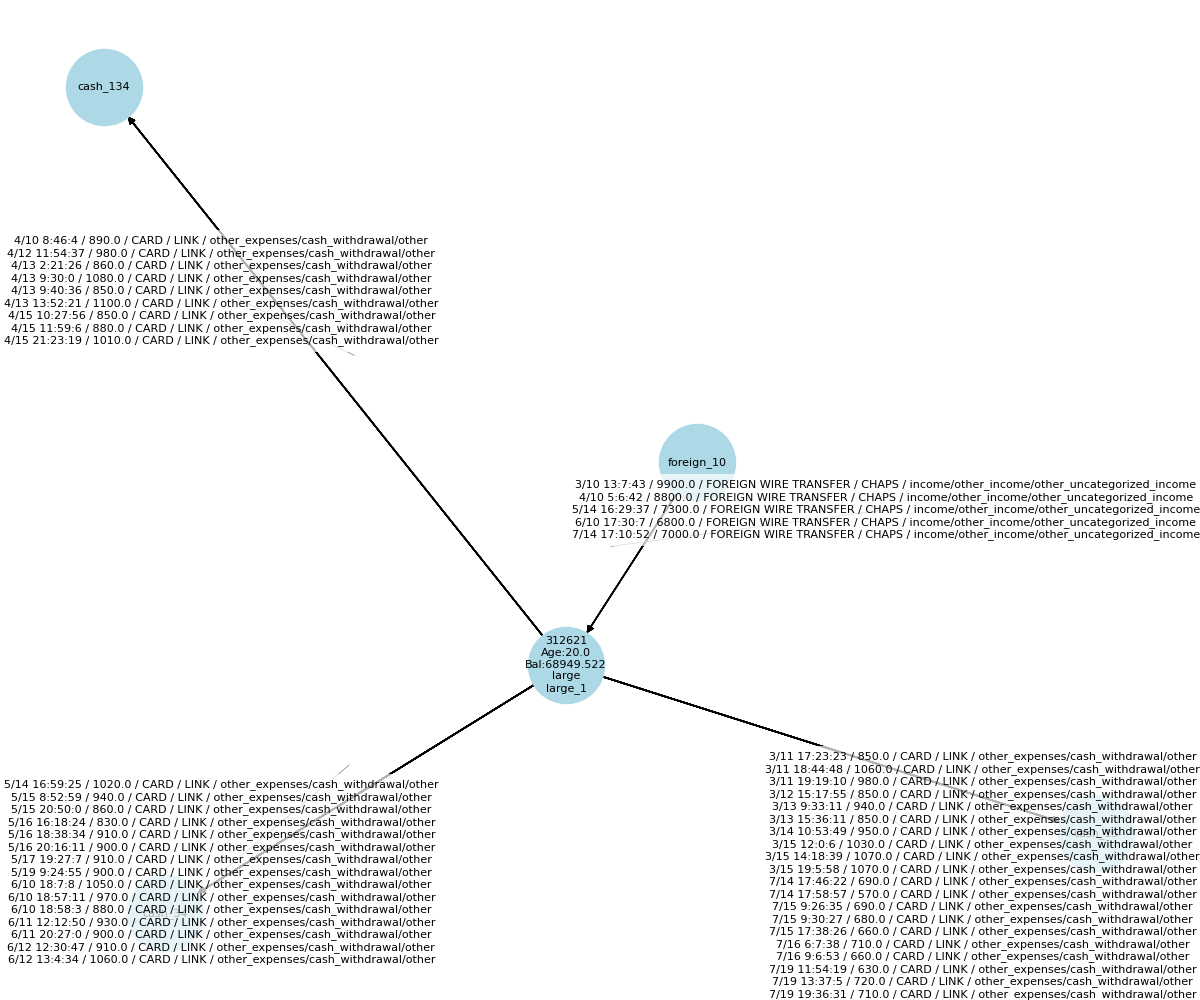 cash_134
4/10 8:46:4 / 890.0 / CARD / LINK / other_expenses/cash_withdrawal/other
4/12 11:54:37 / 980.0 / CARD / LINK / other_expenses/cash_withdrawal/other
4/13 2:21:26 / 860.0 / CARD / LINK / other_expenses/cash_withdrawal/other
4/13 9:30:0 / 1080.0 / CARD / LINK / other_expenses/cash_withdrawal/other
4/13 9:40:36 / 850.0 / CARD / LINK / other_expenses/cash_withdrawal/other
4/13 13:52:21 / 1100.0 / CARD / LINK / other_expenses/cash_withdrawal/other
4/15 10:27:56 / 850.0 / CARD / LINK / other_expenses/cash_withdrawal/other
4/15 11:59:6 / 880.0 / CARD / LINK / other_expenses/cash_withdrawal/other
4/15 21:23:19 / 1010.0 / CARD / LINK / other_expenses/cash_withdrawal/other
foreign_10
3/10 13:7:43 / 9900.0 / FOREIGN WIRE TRANSFER / CHAPS / income/other_income/other_uncategorized_income
4/10 5:6:42 / 8800.0 / FOREIGN WIRE TRANSFER / CHAPS / income/other_income/other_uncategorized_income
5/14 16:29:37 / 7300.0 / FOREIGN WIRE TRANSFER / CHAPS / income/other_income/other_uncategorized_income
6/10 17:30:7 / 6800.0 / FOREIGN WIRE TRANSFER / CHAPS / income/other_income/other_uncategorized_income
7/14 17:10:52 / 7000.0 / FOREIGN WIRE TRANSFER / CHAPS / income/other_income/other_uncategorized_income
312621
Age:20.0
Bal:68949.522
large
large_1
5/14 16:59:25 / 1020.0 / CARD / LINK / other_expenses/cash_withdrawal/other
5/15 8:52:59 / 940.0 / CARD / LINK / other_expenses/cash_withdrawal/other
5/15 20:50:0 / 860.0 / CARD / LINK / other_expenses/cash_withdrawal/other
5/16 16:18:24 / 830.0 / CARD / LINK / other_expenses/cash_withdrawal/other
5/16 18:38:34 / 910.0 / CARD / LINK / other_expenses/cash_withdrawal/other
5/16 20:16:11 / 900.0 / CARD / LINK / other_expenses/cash_withdrawal/other
5/17 19:27:7 / 910.0 / CARD / LINK / other_expenses/cash_withdrawal/other
5/19 9:24:55 / 900.0 / CARD / LINK / other_expenses/cash_withdrawal/other
6/10 18:7:8 / 1050.0 / CARD / LINK / other_expenses/cash_withdrawal/other
6/10 18:57:11 / 970.0 / CARD / LINK / other_expenses/cash_withdrawal/other
6/10 18:58:3 / 880.0 / CARD / LINK / other_expenses/cash_withdrawal/other
6/11 12:12:50 / 930.0 / CARD / LINK / other_expenses/cash_withdrawal/other
6/11 20:27:0 / 900.0 / CARD / LINK / other_expenses/cash_withdrawal/other
6/12 12:30:47 / 910.0 / CARD / LINK / other_expenses/cash_withdrawal/other
6/12 13:4:34 / 1060.0 / CARD / LINK / other_expenses/cash_withdrawal/other
3/11 17:23:23 / 850.0 / CARD / LINK / other_expenses/cash_withdrawal/other
3/11 18:44:48 / 1060.0 / CARD / LINK / other_expenses/cash_withdrawal/other
3/11 19:19:10 / 980.0 / CARD / LINK / other_expenses/cash_withdrawal/other
3/12 15:17:55 / 850.0 / CARD / LINK / other_expenses/cash_withdrawal/other
3/13 9:33:11 / 940.0 / CARD / LINK / other_expenses/cash_withdrawal/other
3/13 15:36:11 / 850.0 / CARD / LINK / other_expenses/cash_withdrawal/other
3/14 10:53:49 / 950.0 / CARD / LINK / other_expenses/cash_withdrawal/other
3/15 12:0:6 / 1030.0 / CARD / LINK / other_expenses/cash_withdrawal/other
3/15 14:18:39 / 1070.0 / CARD / LINK / other_expenses/cash_withdrawal/other
3/15 19:5:58 / 1070.0 / CARD / LINK / other_expenses/cash_withdrawal/other
7/14 17:46:22 / 690.0 / CARD / LINK / other_expenses/cash_withdrawal/other
7/14 17:58:57 / 570.0 / CARD / LINK / other_expenses/cash_withdrawal/other
7/15 9:26:35 / 690.0 / CARD / LINK / other_expenses/cash_withdrawal/other
7/15 9:30:27 / 680.0 / CARD / LINK / other_expenses/cash_withdrawal/other
7/15 17:38:26 / 660.0 / CARD / LINK / other_expenses/cash_withdrawal/other
7/16 6:7:38 / 710.0 / CARD / LINK / other_expenses/cash_withdrawal/other
7/16 9:6:53 / 660.0 / CARD / LINK / other_expenses/cash_withdrawal/other
7/19 11:54:19 / 630.0 / CARD / LINK / other_expenses/cash_withdrawal/other
7/19 13:37:5 / 720.0 / CARD / LINK / other_expenses/cash_withdrawal/other
7/19 19:36:31 / 710.0 / CARD / LINK / other_expenses/cash_withdrawal/other